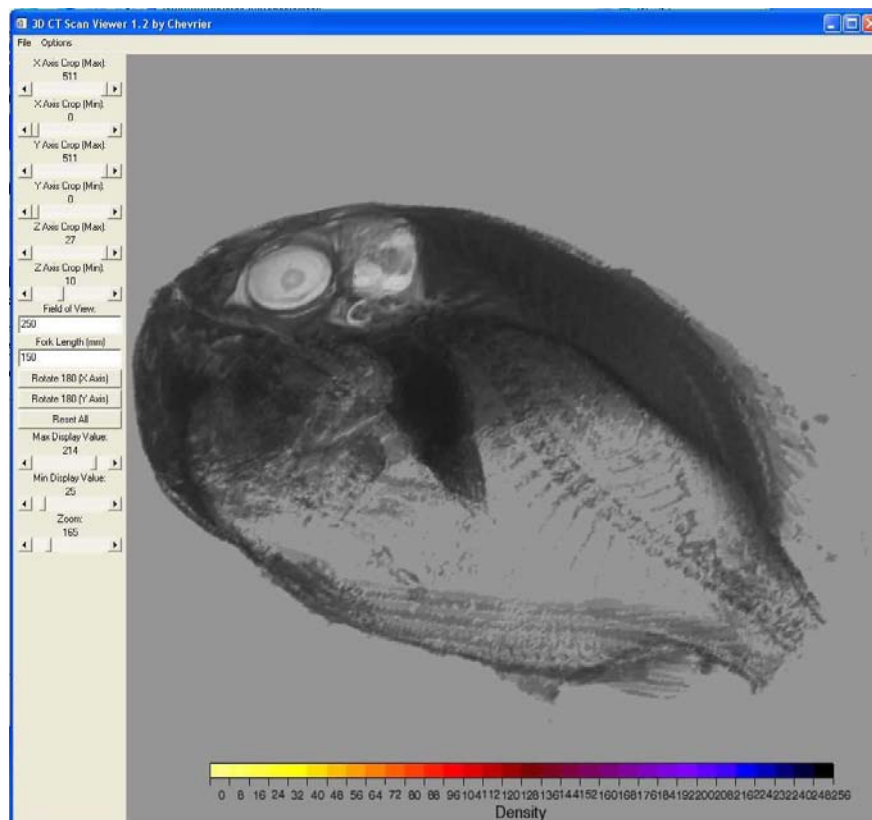 3D CT Scan Viewer 1.2 by Chevrier
File Options
X Axis Crop (Max):
511
X Axis Crop (Min):
0
Y Axis Crop (Max):
511
Y Axis Crop (Min):
0
Z Axis Crop (Max):
27
Z Axis Crop (Min):
10
Field of View:
250
Fork Length (mm)
150
Rotate 180 (X Axis)
Rotate 180 (Y Axis)
Reset All
Max Display Value:
214
Min Display Value:
25
Zoom:
165
0 8 16 24 32 40 48 56 64 72 80 88 96 104 112 120 128 136 144 152 160 168 176 184 192 200 208 216 224 232 240 248 256
Density